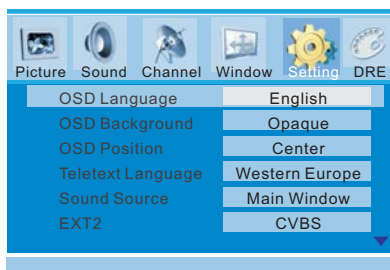 Picture Sound Channel Window Setting DRE
OSD Language English
OSD Background Opaque
OSD Position Center
Teletext Language Western Europe
Sound Source Main Window
EXT2 CVBS